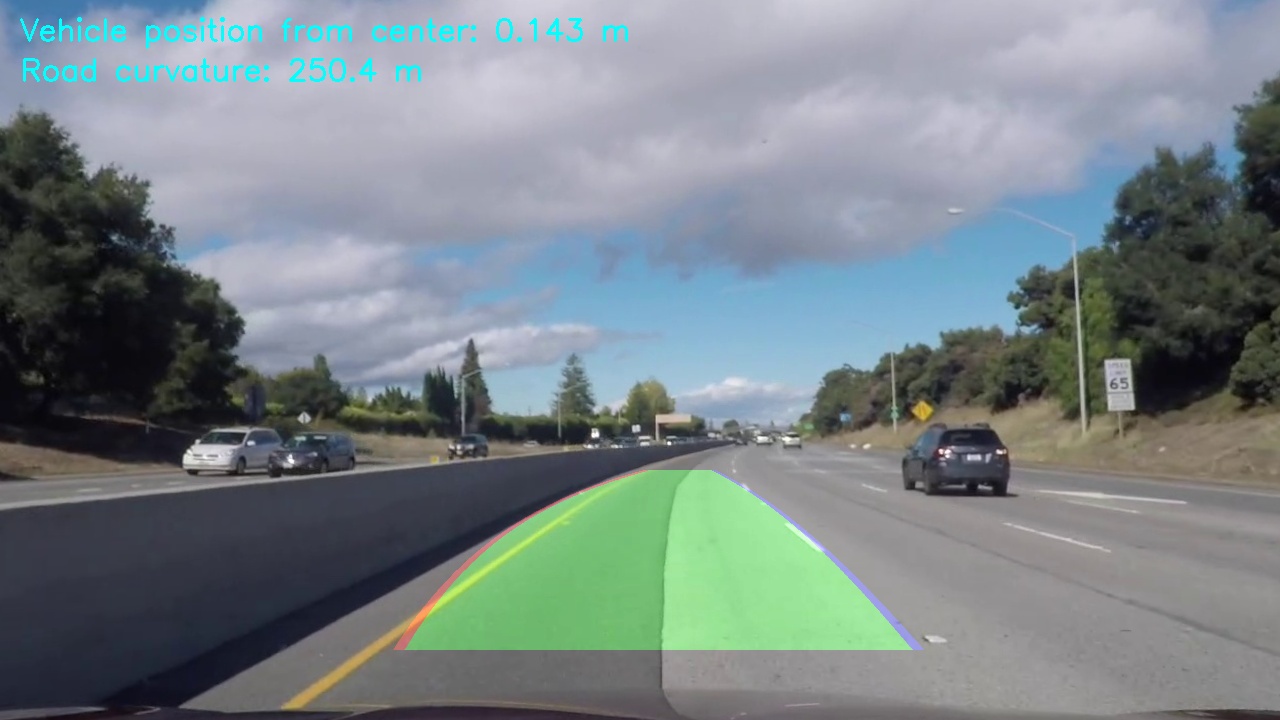 Vehicle position from center: 0.143 m
Road curvature: 250.4 m
SPEED
LIMIT
65